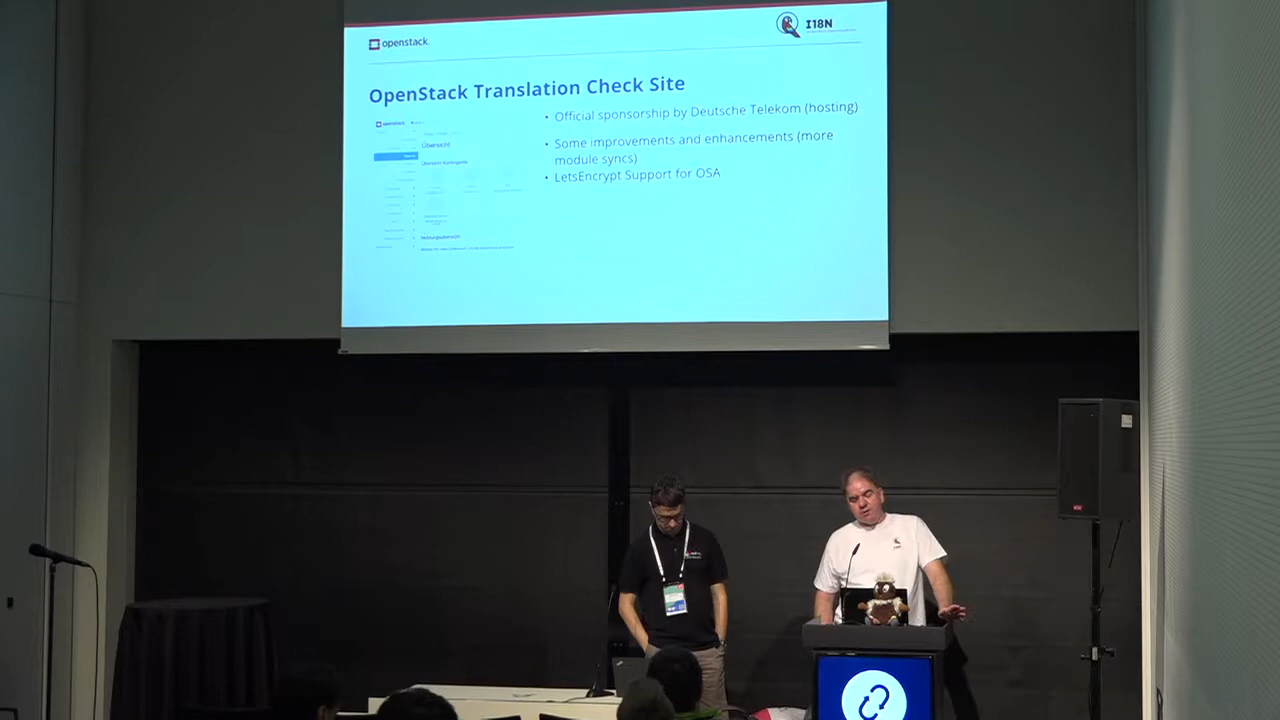 openstack.
I18N
OpenStack Translation Check Site
• Official sponsorship by Deutsche Telekom (hosting)
• Some improvements and enhancements (more
module syncs)
• LetsEncrypt Support for OSA
openstack.
Übersicht